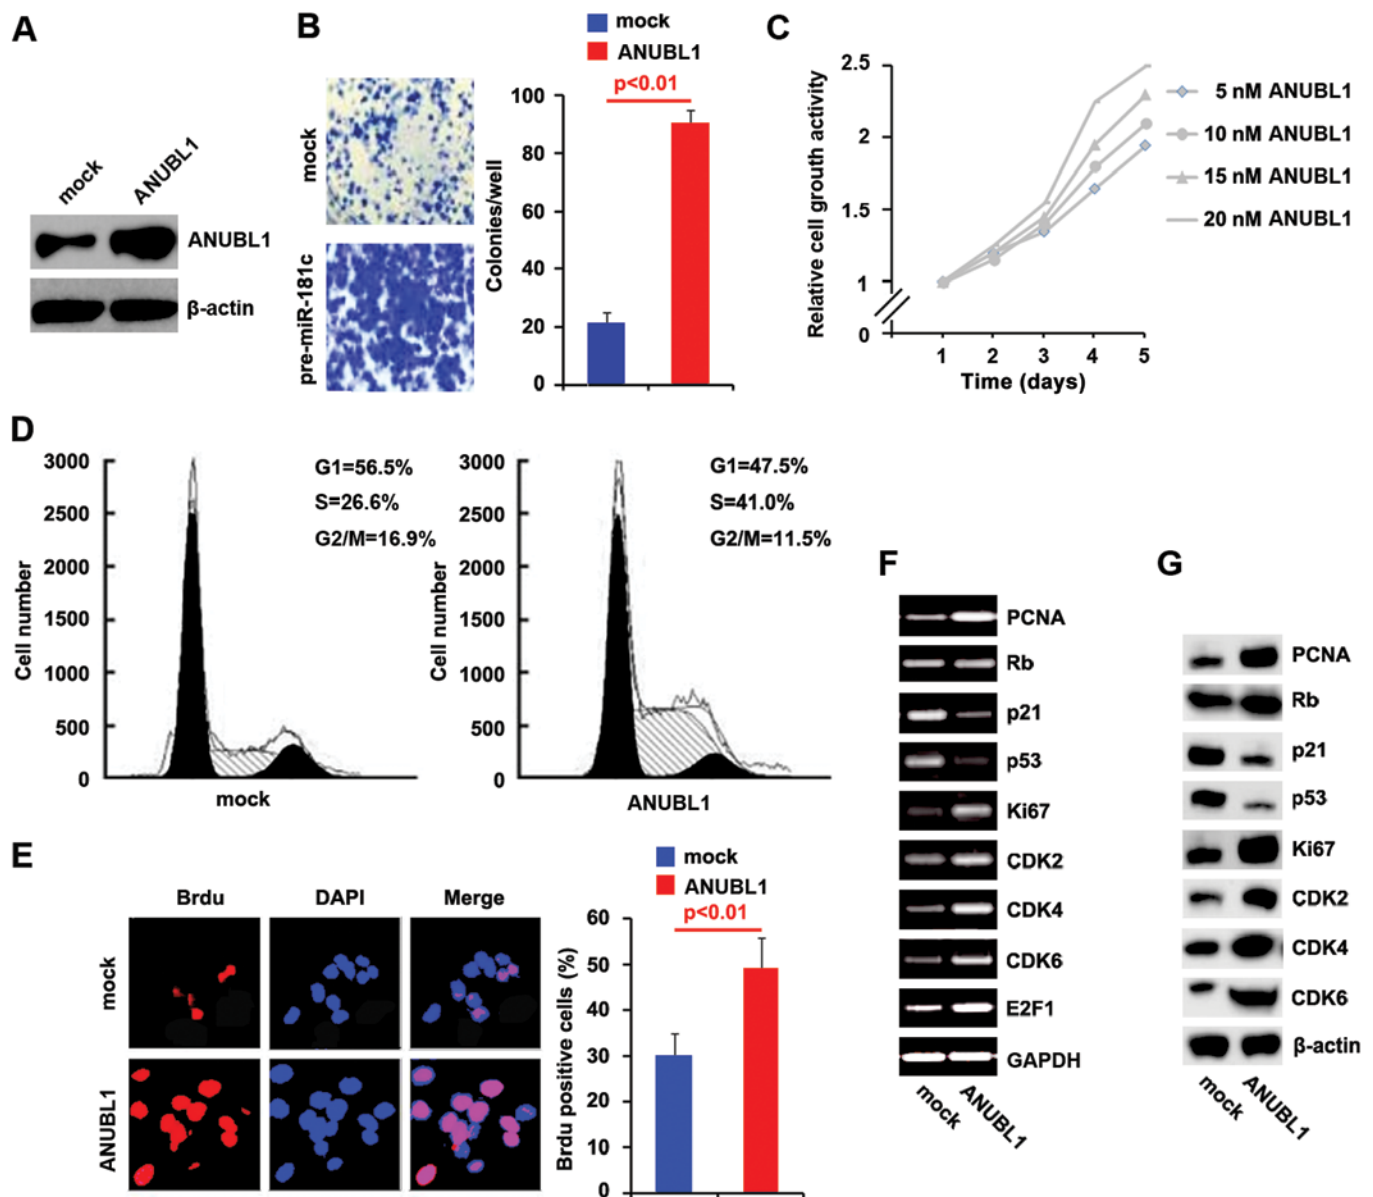 A
mock
ANUBL1
ANUBL1
β-actin
B
mock
ANUBL1
p<0.01
mock
pre-miR-181c
Colonies/well
100
80
60
40
20
0
C
Relative cell grouth activity
2.5
2
1.5
1
0
1 2 3 4 5
Time (days)
5 nM ANUBL1
10 nM ANUBL1
15 nM ANUBL1
20 nM ANUBL1
D
Cell number
3000
2500
2000
1500
1000
500
0
G1=56.5%
S=26.6%
G2/M=16.9%
mock
Cell number
3000
2500
2000
1500
1000
500
0
G1=47.5%
S=41.0%
G2/M=11.5%
ANUBL1
E
Brdu DAPI Merge
mock
ANUBL1
mock
ANUBL1
p<0.01
Brdu positive cells (%)
60
50
40
30
20
10
0
F
PCNA
Rb
p21
p53
Ki67
CDK2
CDK4
CDK6
E2F1
GAPDH
mock
ANUBL1
G
PCNA
Rb
p21
p53
Ki67
CDK2
CDK4
CDK6
β-actin
mock
ANUBL1